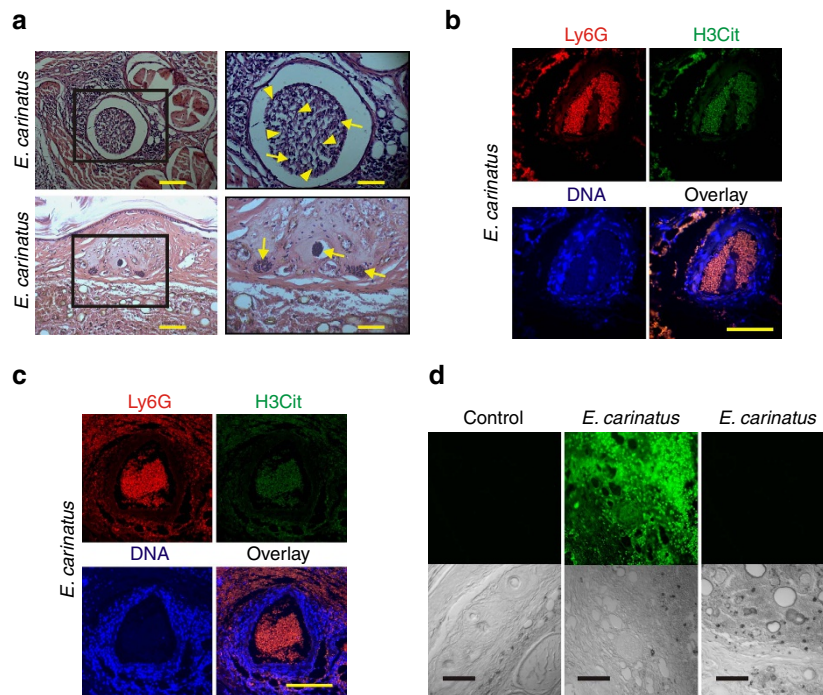 a
E. carinatus
E. carinatus
b
Ly6G H3Cit
DNA Overlay
E. carinatus
c
Ly6G H3Cit
DNA Overlay
E. carinatus
d
Control E. carinatus E. carinatus